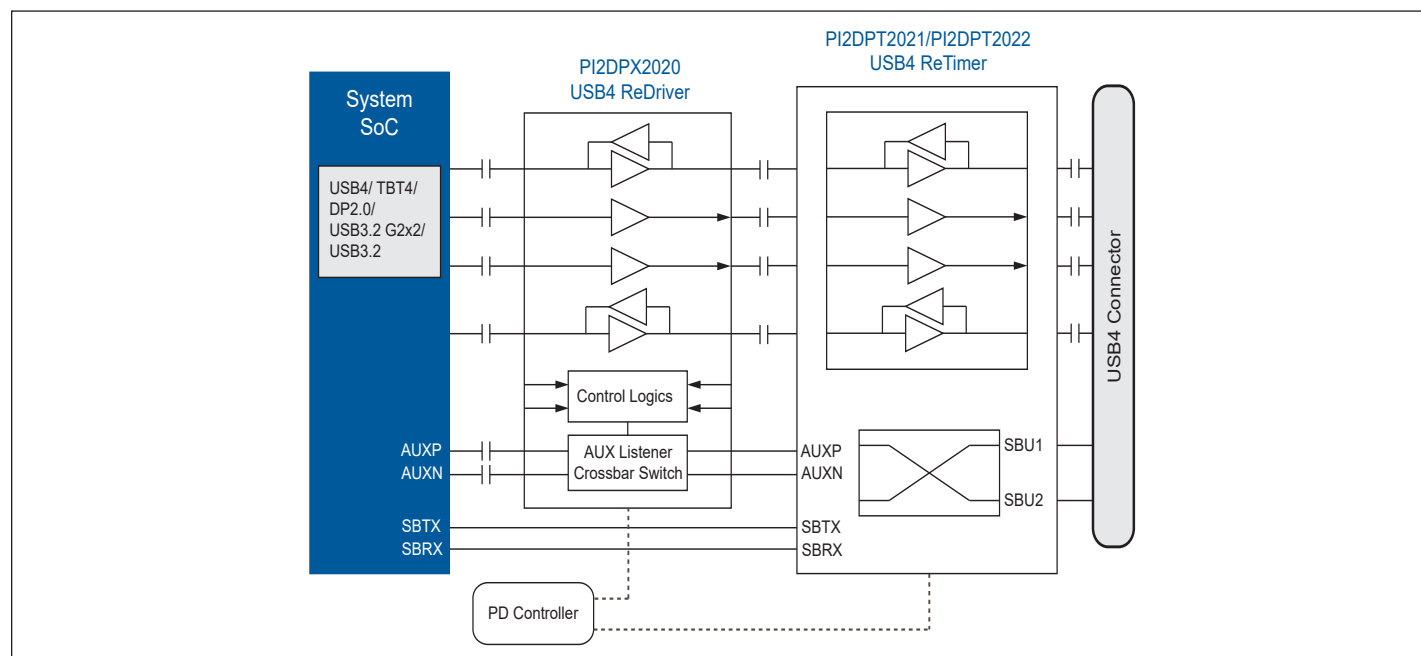 PI2DPT2021/PI2DPT2022
USB4 ReTimer
PI2DPX2020
USB4 ReDriver
System
SoC
USB4/ TBT4/
DP2.0/
USB3.2 G2x2/
USB3.2
Control Logics
AUX Listener
Crossbar Switch
AUXP
AUXN
SBTX
SBRX
AUXP
AUXN
SBTX
SBRX
SBU1
SBU2
USB4 Connector
PD Controller